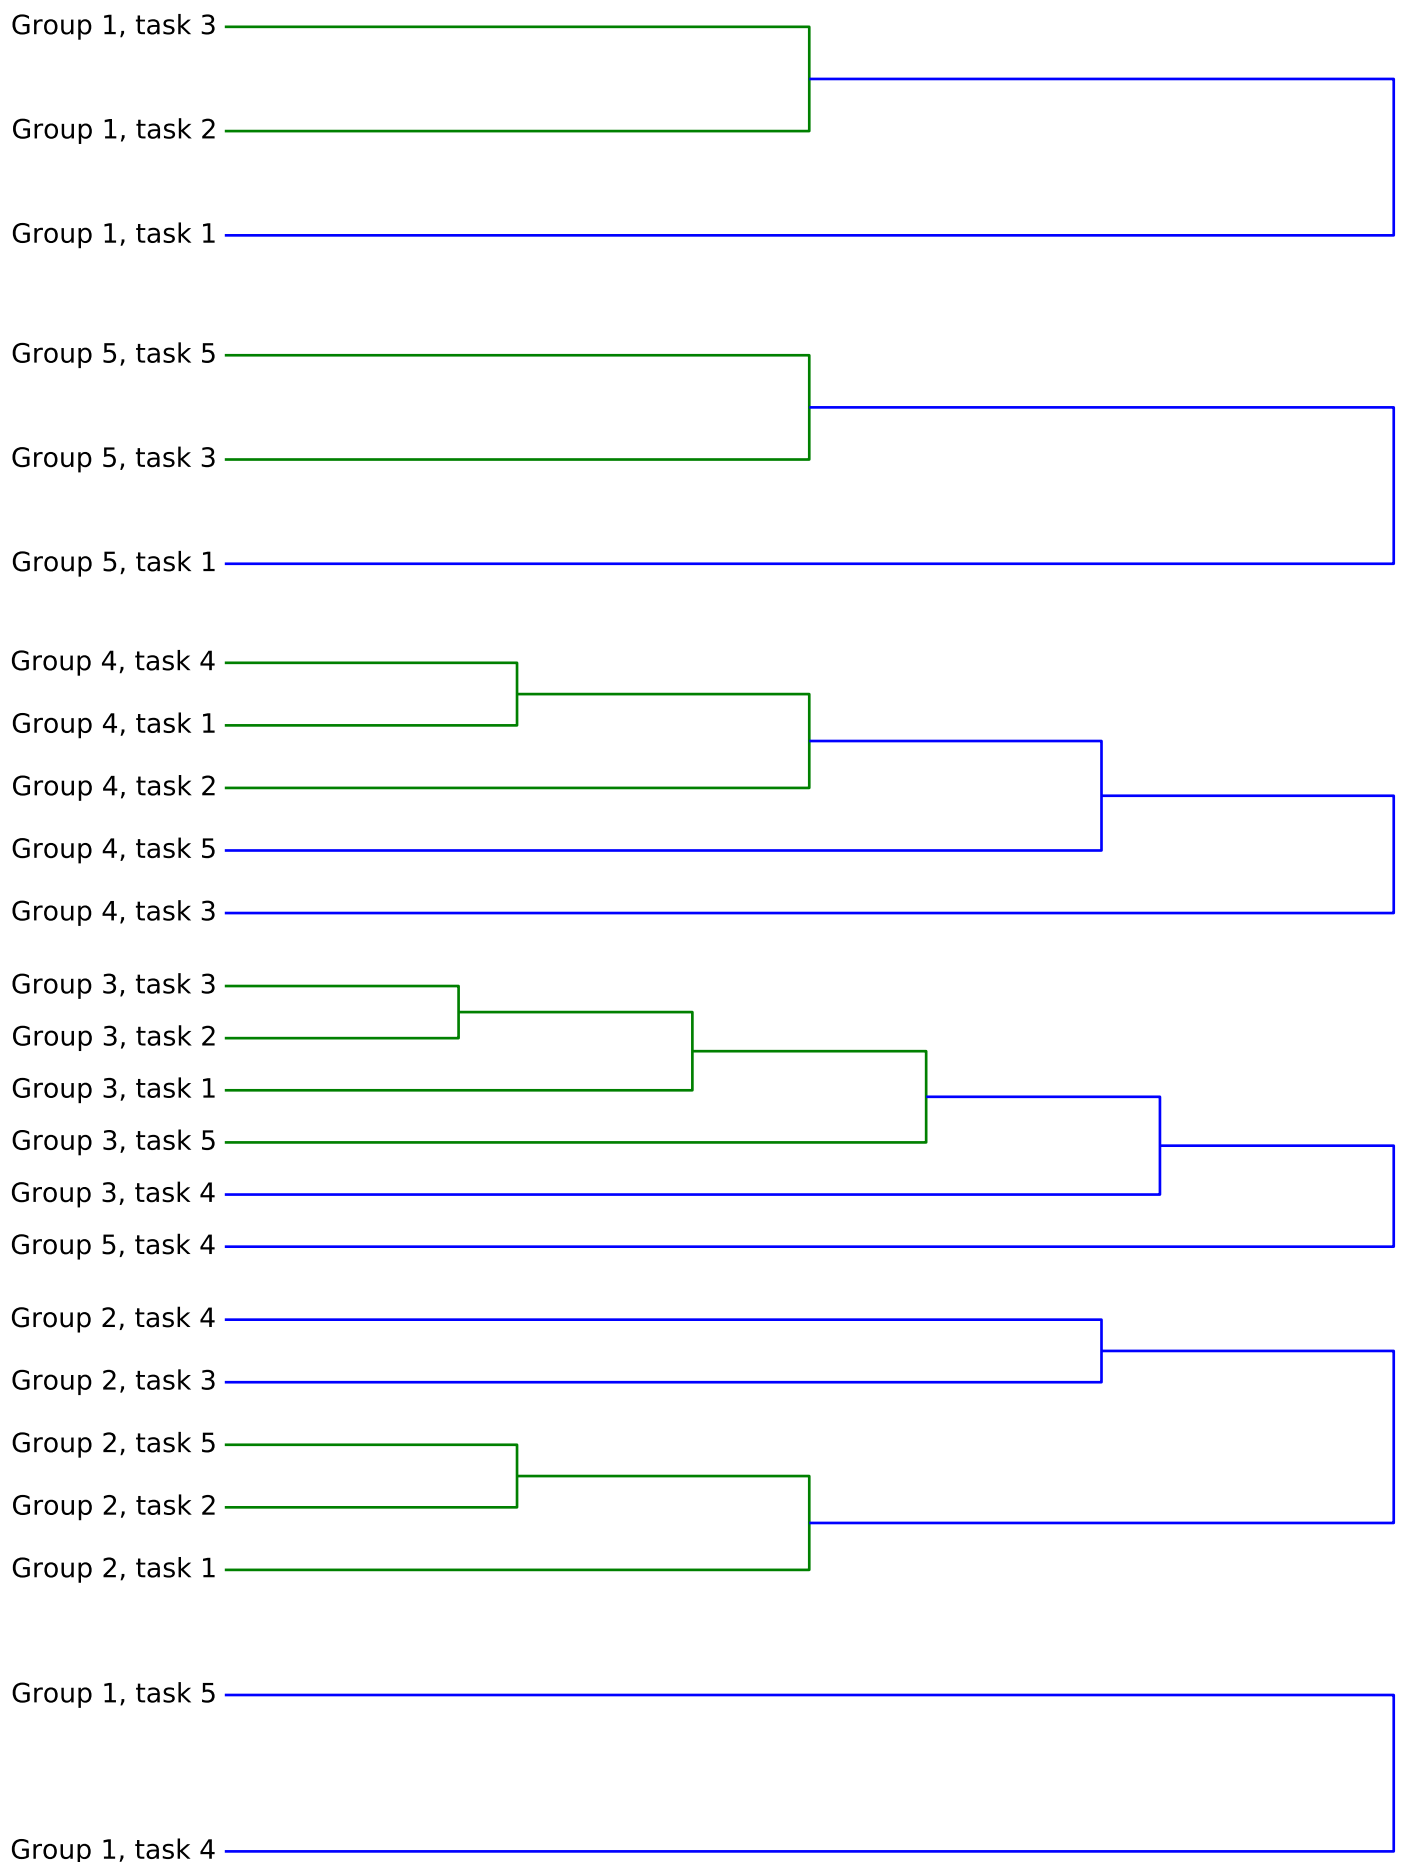 Group 1, task 3
Group 1, task 2
Group 1, task 1
Group 5, task 5
Group 5, task 3
Group 5, task 1
Group 4, task 4
Group 4, task 1
Group 4, task 2
Group 4, task 5
Group 4, task 3
Group 3, task 3
Group 3, task 2
Group 3, task 1
Group 3, task 5
Group 3, task 4
Group 5, task 4
Group 2, task 4
Group 2, task 3
Group 2, task 5
Group 2, task 2
Group 2, task 1
Group 1, task 5
Group 1, task 4